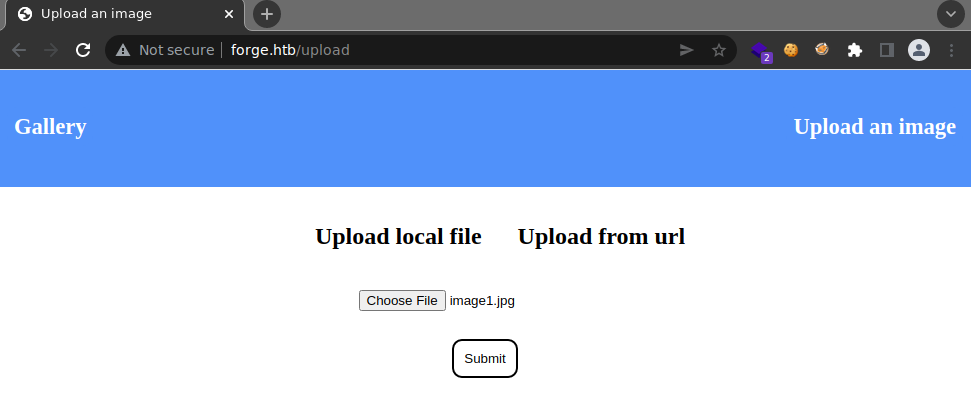 Upload an image
Not secure forge.htb/upload
2
Gallery Upload an image
Upload local file Upload from url
Choose File image1.jpg
Submit